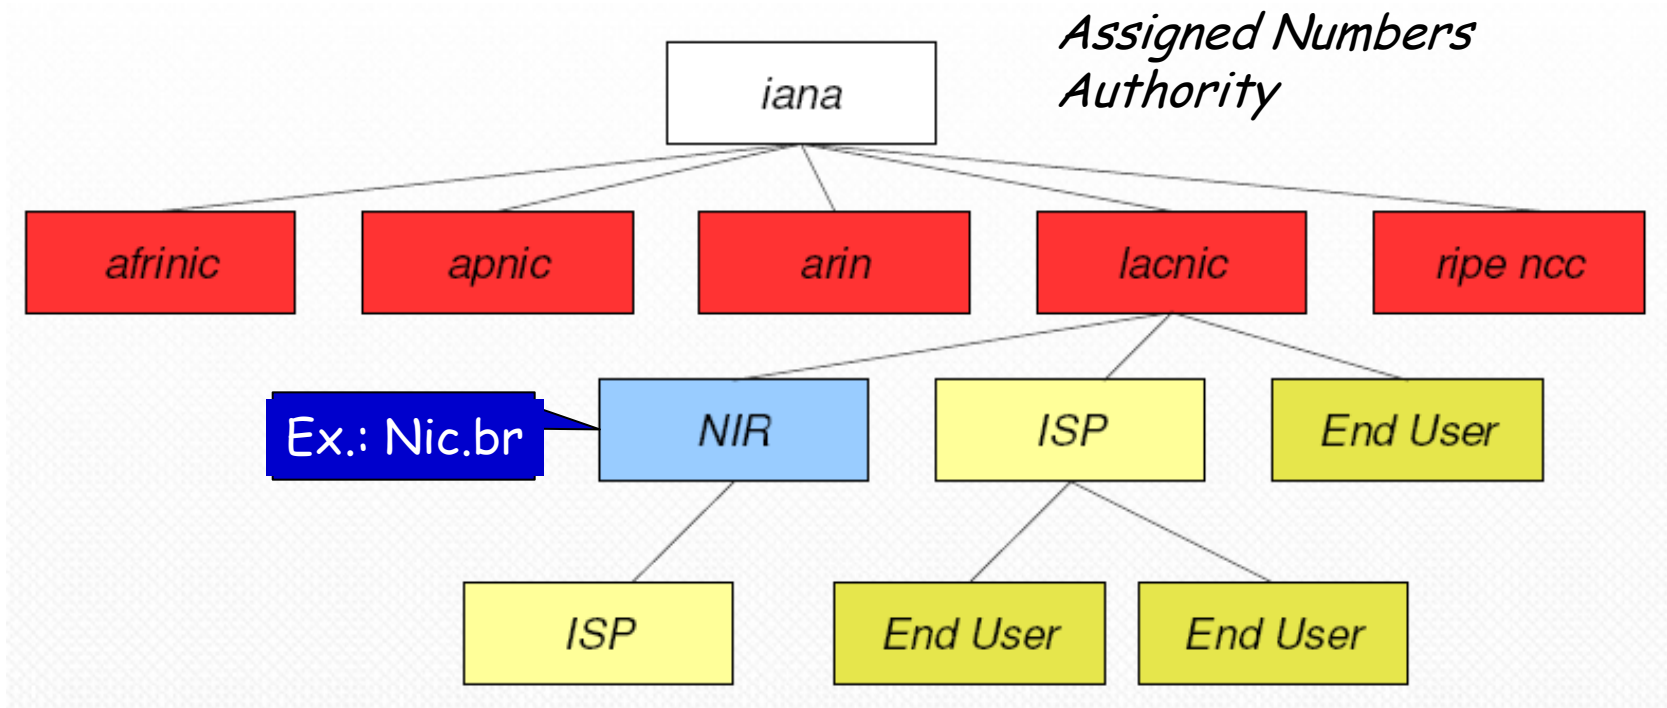 Assigned Numbers
Authority
iana
afrinic
apnic
arin
lacnic
ripe ncc
Ex.: Nic.br
NIR
ISP
End User
ISP
End User
End User